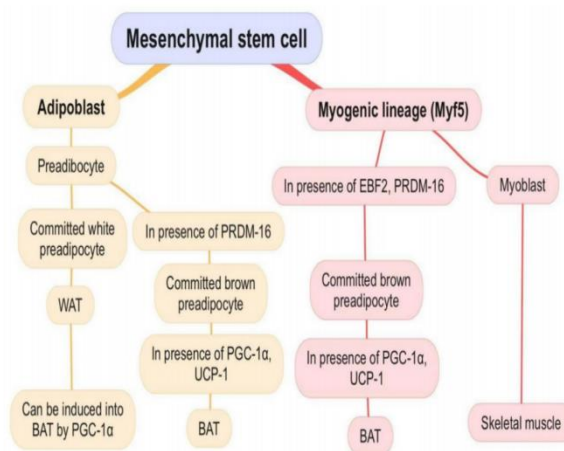 Mesenchymal stem cell
Adipoblast
Myogenic lineage (Myf5)
Preadibocyte
In presence of EBF2, PRDM-16
Myoblast
Committed white
preadipocyte
In presence of PRDM-16
WAT
Committed brown
preadipocyte
Committed brown
preadipocyte
In presence of PGC-1α,
UCP-1
In presence of PGC-1α,
UCP-1
Can be induced into
BAT by PGC-1α
BAT
BAT
Skeletal muscle